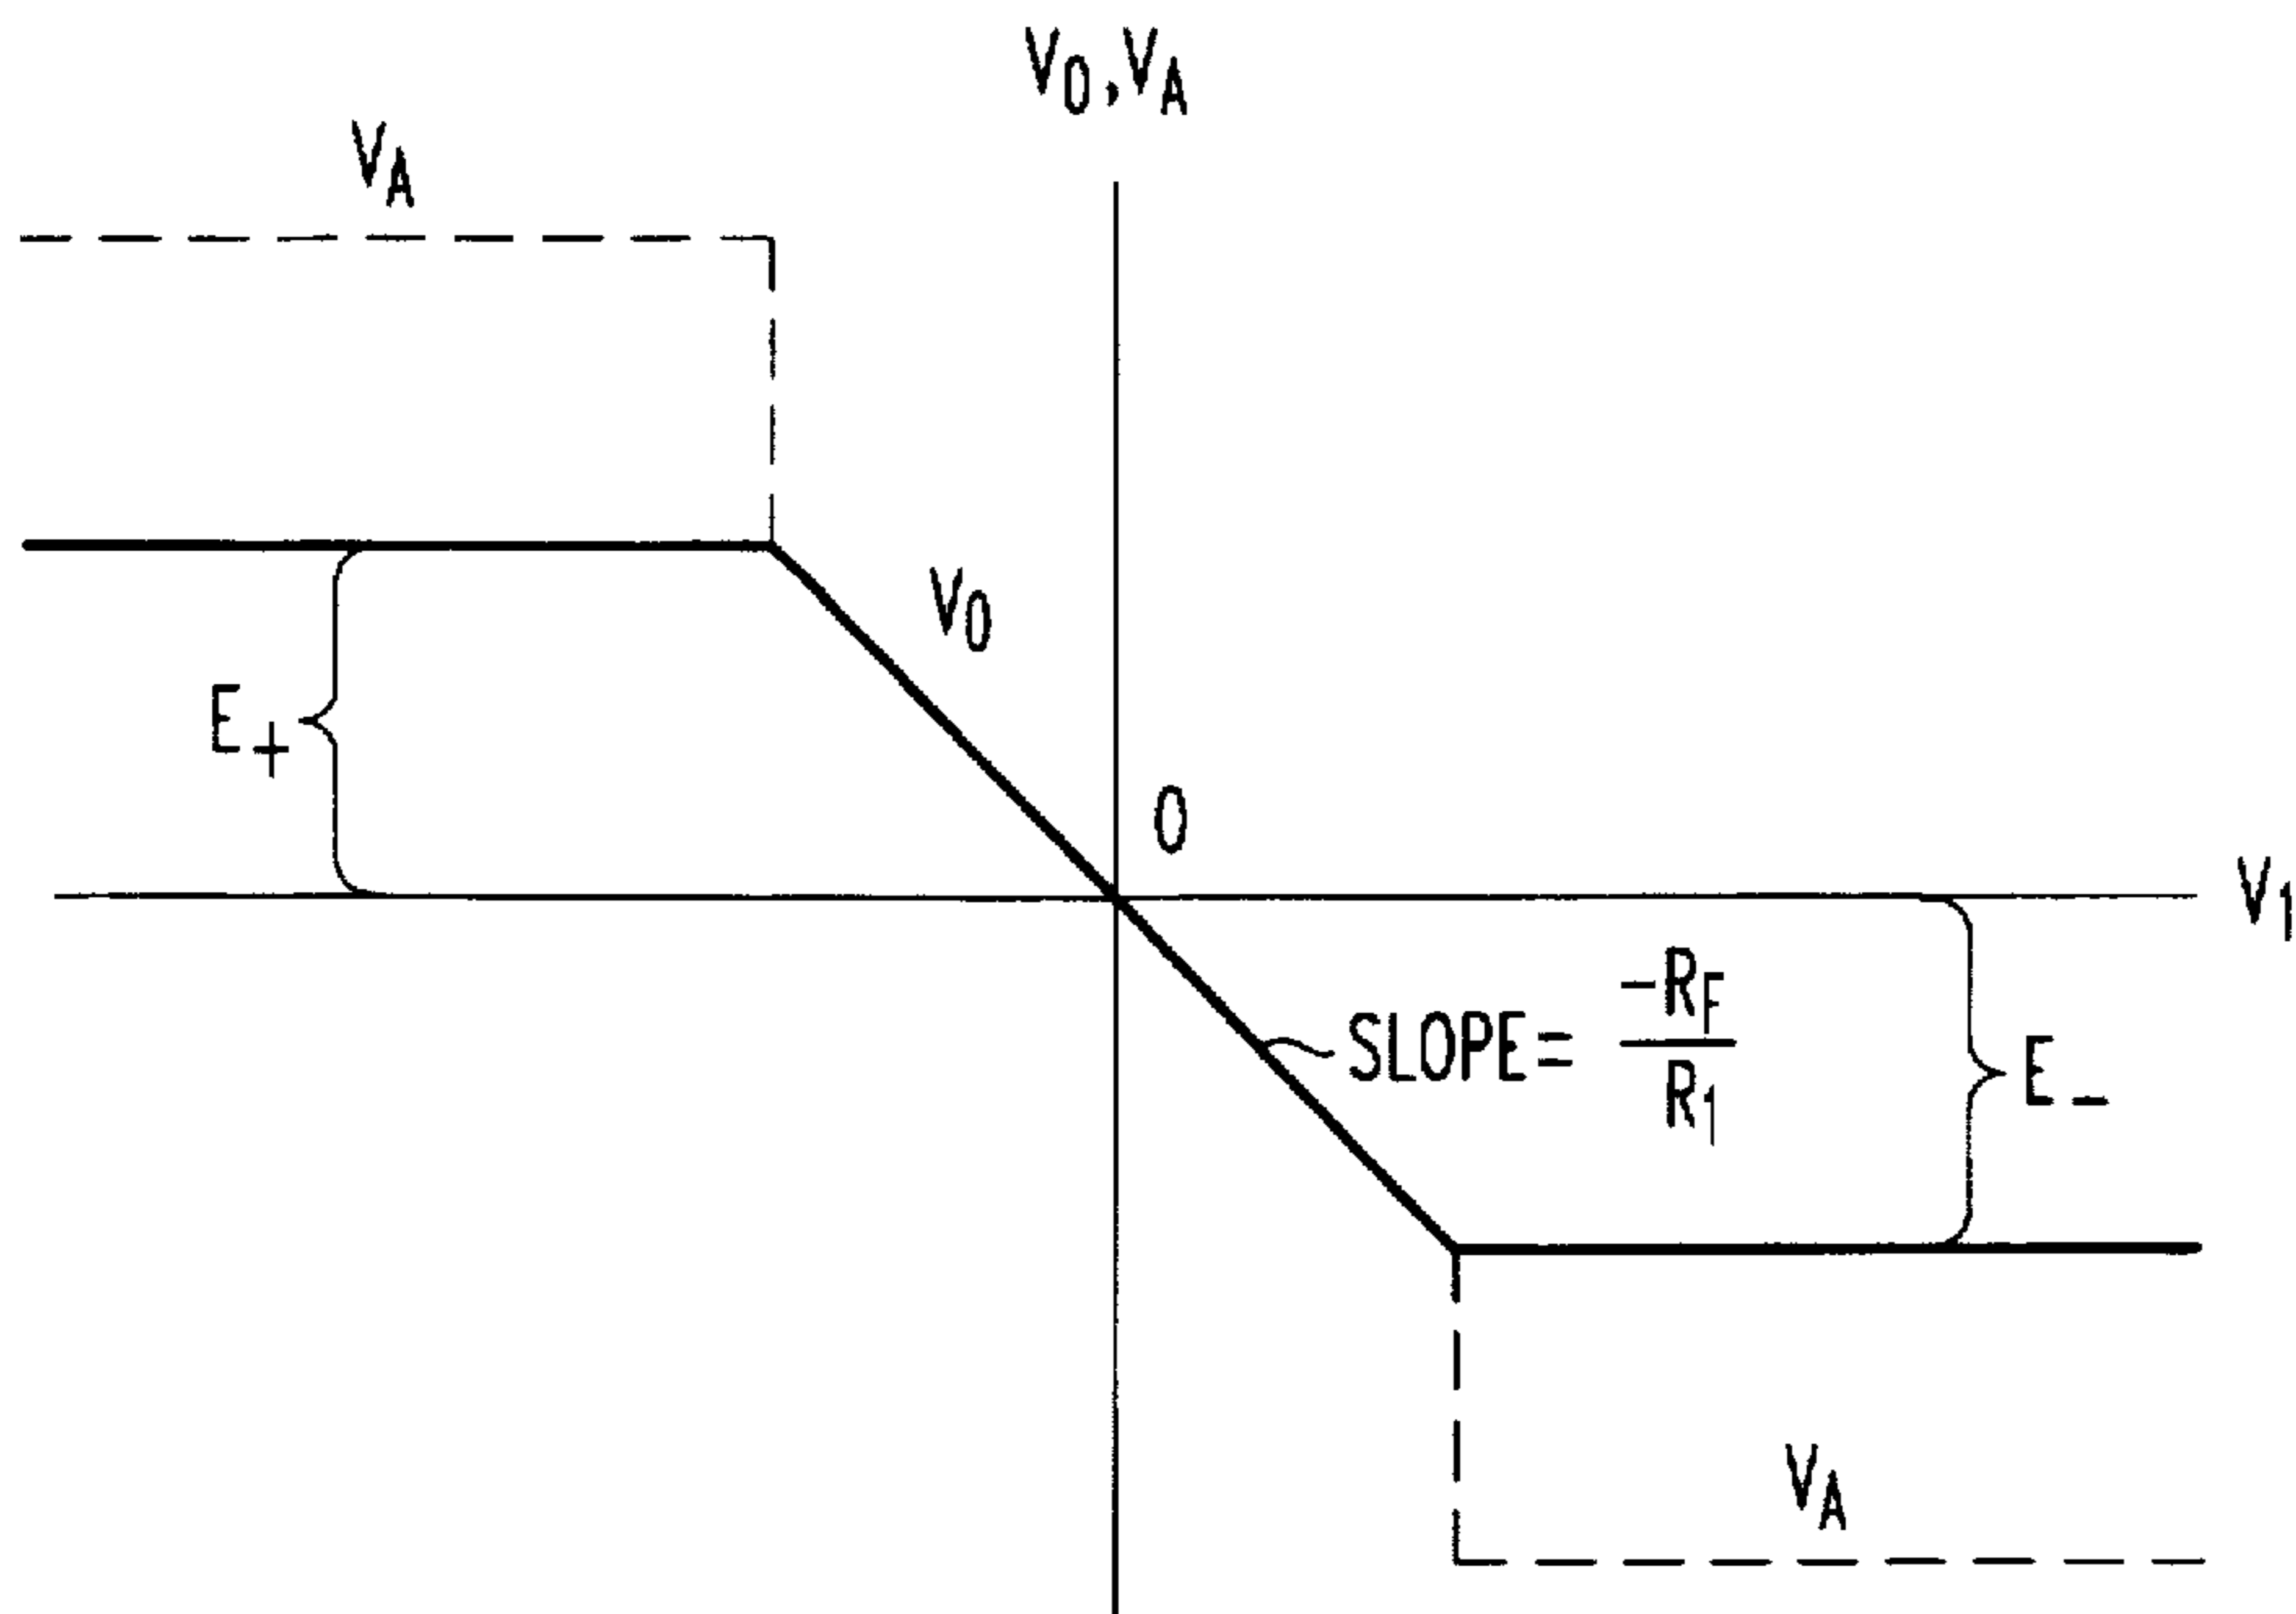 V0,VA
VA
V0
E+
0
V1
SLOPE= -RF/R1
E-
VA